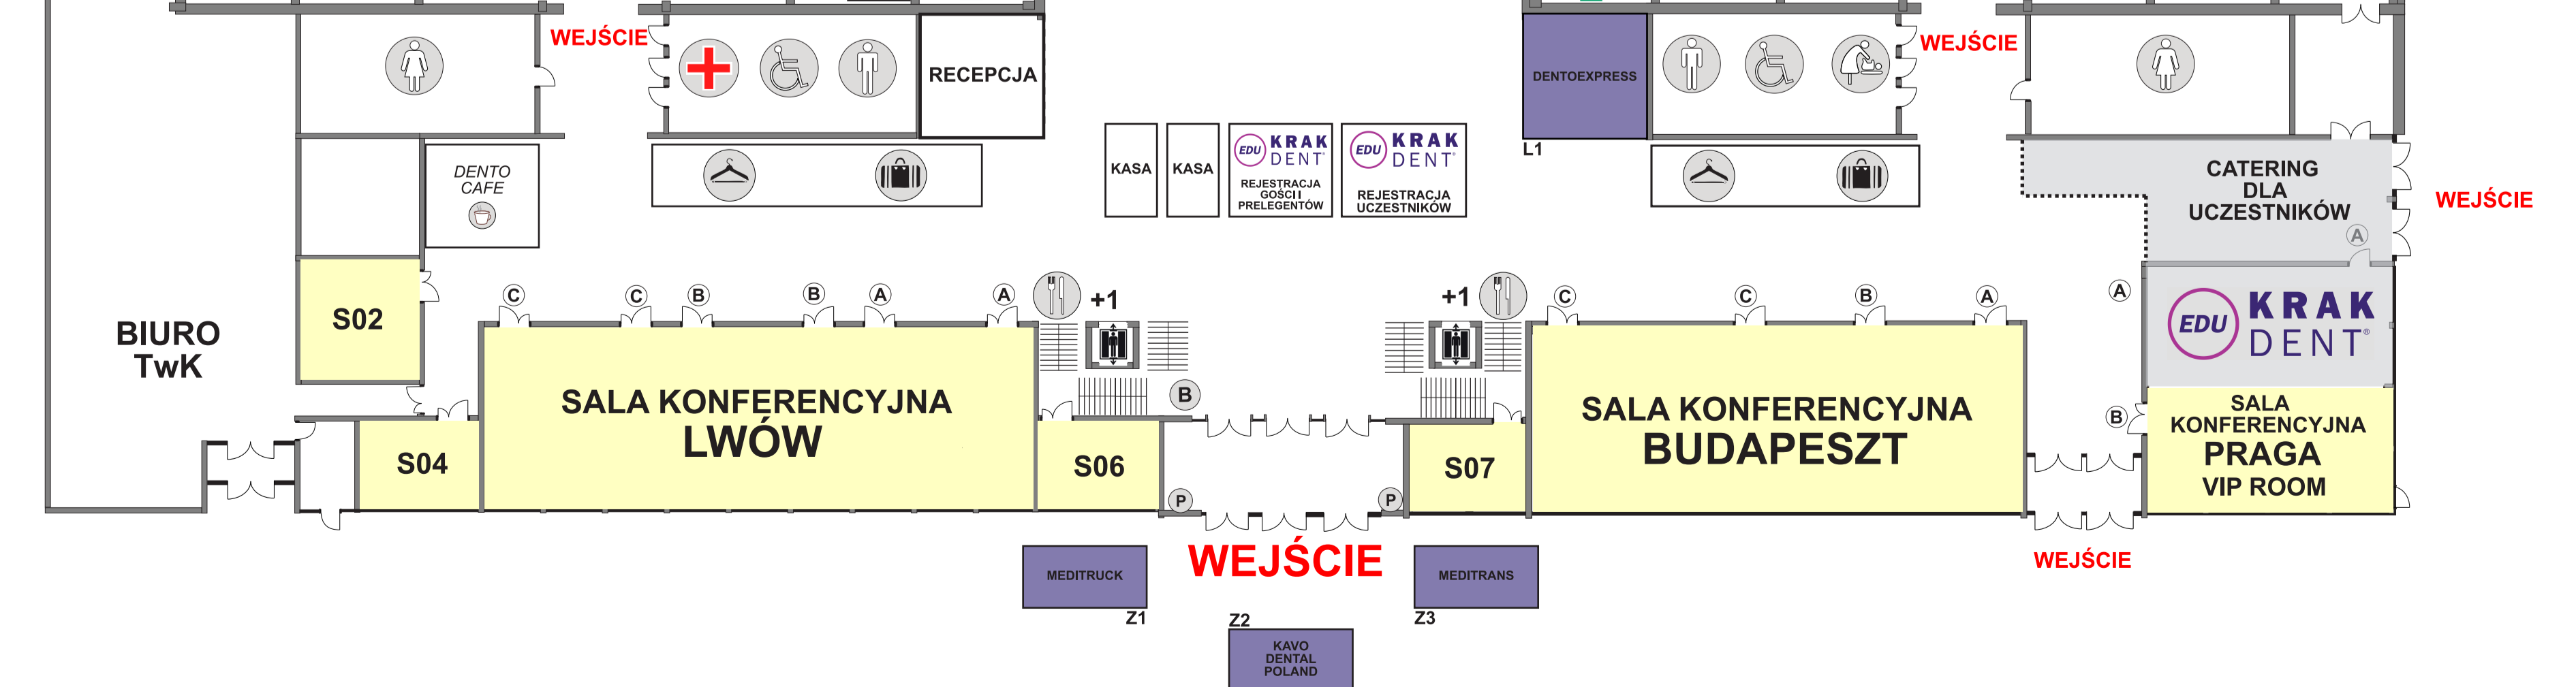 WEJŚCIE
RECEPCJA
DENTOEXPRESS
L1
WEJŚCIE
DENTO
CAFE
KASA
KASA
EDU KRAK
DENT®
REJESTRACJA
GOŚCI I
PRELEGENTÓW
EDU KRAK
DENT®
REJESTRACJA
UCZESTNIKÓW
CATERING
DLA
UCZESTNIKÓW
A
WEJŚCIE
BIURO
TwK
S02
C
C
B
B
A
A
+1
+1
C
C
B
A
A
EDU KRAK
DENT®
S04
SALA KONFERENCYJNA
LWÓW
B
S06
P
P
S07
SALA KONFERENCYJNA
BUDAPESZT
B
SALA
KONFERENCYJNA
PRAGA
VIP ROOM
WEJŚCIE
WEJŚCIE
MEDITRUCK
Z1
MEDITRANS
Z3
Z2
KAVO
DENTAL
POLAND